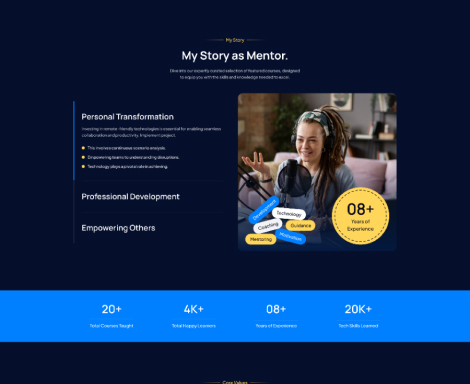 My Story
My Story as Mentor.
Dive into our expertly curated selection of featured courses, designed
to equip you with the skills and knowledge needed to excel.
Personal Transformation
Investing in remote-friendly technologies is essential for enabling seamless
collaboration and productivity. Implement project.
This involves continuous scenario analysis.
Empowering teams to understanding disruptions.
Technology plays a pivotal role in achieving.
Professional Development
Empowering Others
Development
Technology
Coaching
Guidance
Mentoring
Motivation
08+
Years of
Experience
20+
4K+
08+
20K+
Total Courses Taught
Total Happy Learners
Years of Experience
Tech Skills Learned
Core Values